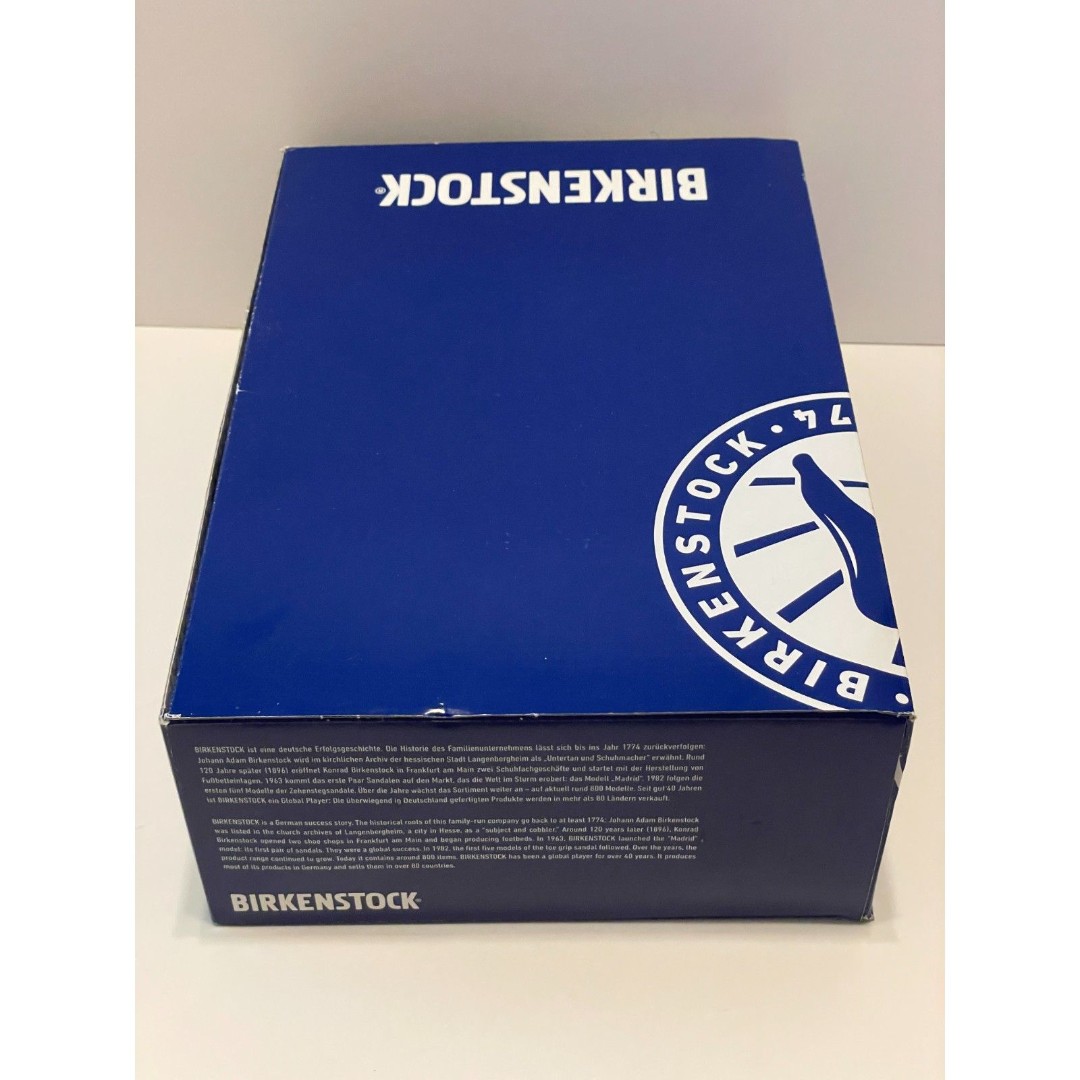 BIRKENSTOCK®
BIRKENSTOCK • 1774
BIRKENSTOCK ist eine deutsche Erfolgsgeschichte. Die Historie des Familienunternehmens lässt sich bis ins Jahr 1774 zurückverfolgen:
Johann Adam Birkenstock wird im kirchlichen Archiv der hessischen Stadt Langenbergheim als „Untertan und Schuhmacher“ erwähnt. Rund
120 Jahre später (1896) eröffnet Konrad Birkenstock in Frankfurt am Main zwei Schuhfachgeschäfte und startet mit der Herstellung von
Fußbetteinlagen. 1963 kommt das erste Paar Sandalen auf den Markt, das die Welt im Sturm erobert: das Modell „Madrid“. 1982 folgen die
ersten fünf Modelle der Zehenstegsandale. Über die Jahre wächst das Sortiment weiter an – auf aktuell rund 800 Modelle. Seit gut 40 Jahren
ist BIRKENSTOCK ein Global Player: Die überwiegend in Deutschland gefertigten Produkte werden in mehr als 80 Ländern verkauft.
BIRKENSTOCK is a German success story. The historical roots of this family-run company go back to at least 1774: Johann Adam Birkenstock
was listed in the church archives of Langenbergheim, a city in Hesse, as a "subject and cobbler." Around 120 years later (1896), Konrad
Birkenstock opened two shoe shops in Frankfurt am Main and began producing footbeds. In 1963, BIRKENSTOCK launched the "Madrid"
model: its first pair of sandals. They were a global success. In 1982, the first five models of the toe grip sandal followed. Over the years, the
product range continued to grow. Today it contains around 800 items. BIRKENSTOCK has been a global player for over 40 years. It produces
most of its products in Germany and sells them in over 80 countries.
BIRKENSTOCK®